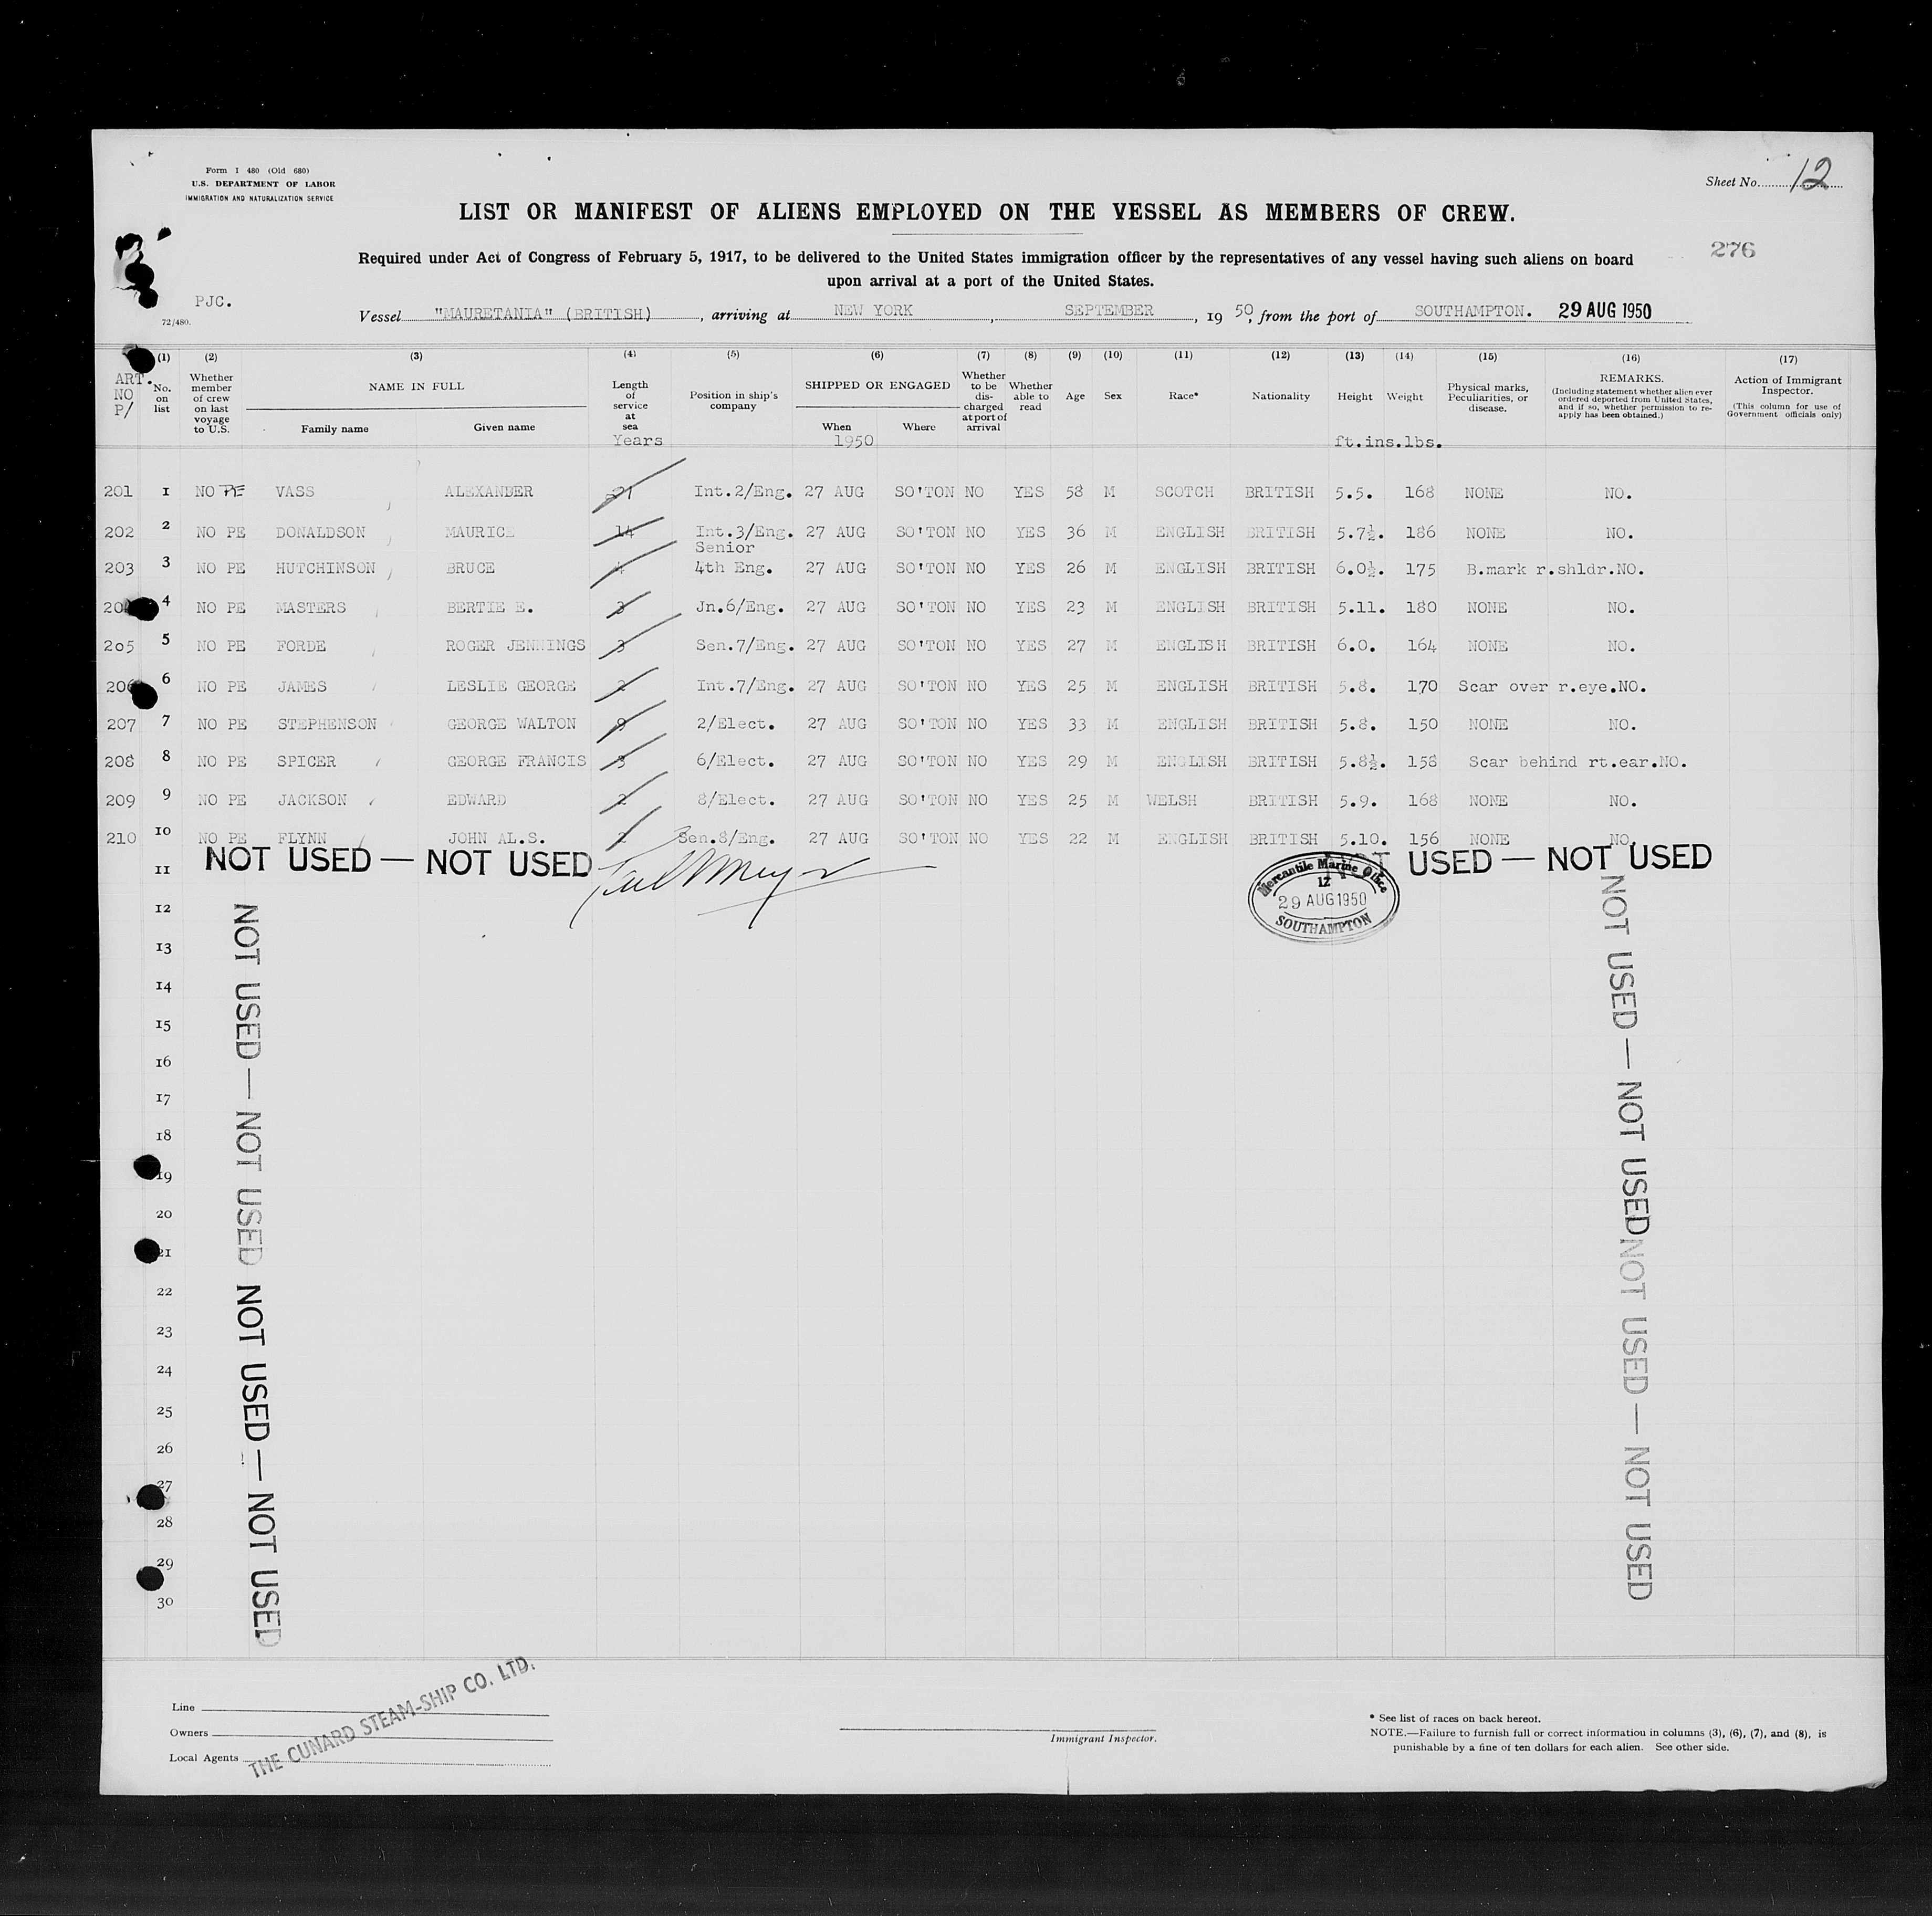 Form I 480 (Old 680)
U.S. DEPARTMENT OF LABOR
IMMIGRATION AND NATURALIZATION SERVICE
Sheet No. 12
LIST OR MANIFEST OF ALIENS EMPLOYED ON THE VESSEL AS MEMBERS OF CREW.
276
Required under Act of Congress of February 5, 1917, to be delivered to the United States immigration officer by the representatives of any vessel having such aliens on board
upon arrival at a port of the United States.
PJC.
72/480.
Vessel "MAURETANIA" (BRITISH), arriving at NEW YORK, SEPTEMBER, 19 50, from the port of SOUTHAMPTON. 29 AUG 1950
(1) (2) (3) (4) (5) (6) (7) (8) (9) (10) (11) (12) (13) (14) (15) (16) (17)
ART. NO P/
No. on list
Whether member of crew on last voyage to U.S.
NAME IN FULL
Family name Given name
Length of service at sea
Years
Position in ship's company
SHIPPED OR ENGAGED
When Where
1950
Whether to be discharged at port of arrival
Whether able to read
Age
Sex
Race*
Nationality
Height
Weight
ft.ins.lbs.
Physical marks, Peculiarities, or disease.
REMARKS.
(Including statement whether alien ever ordered deported from United States, and if so, whether permission to re-apply has been obtained.)
Action of Immigrant Inspector.
(This column for use of Government officials only)
201 1 NO PE VASS ALEXANDER Int.2/Eng. 27 AUG SO'TON NO YES 58 M SCOTCH BRITISH 5.5. 168 NONE NO.
202 2 NO PE DONALDSON MAURICE 14 Int.3/Eng. 27 AUG SO'TON NO YES 36 M ENGLISH BRITISH 5.7½. 186 NONE NO.
Senior
203 3 NO PE HUTCHINSON BRUCE 4 4th Eng. 27 AUG SO'TON NO YES 26 M ENGLISH BRITISH 6.0½. 175 B.mark r.shldr.NO.
204 4 NO PE MASTERS BERTIE E. 3 Jn.6/Eng. 27 AUG SO'TON NO YES 23 M ENGLISH BRITISH 5.11. 180 NONE NO.
205 5 NO PE FORDE ROGER JENNINGS 3 Sen.7/Eng. 27 AUG SO'TON NO YES 27 M ENGLISH BRITISH 6.0. 164 NONE NO.
206 6 NO PE JAMES LESLIE GEORGE 2 Int.7/Eng. 27 AUG SO'TON NO YES 25 M ENGLISH BRITISH 5.8. 170 Scar over r.eye.NO.
207 7 NO PE STEPHENSON GEORGE WALTON 9 2/Elect. 27 AUG SO'TON NO YES 33 M ENGLISH BRITISH 5.8. 150 NONE NO.
208 8 NO PE SPICER GEORGE FRANCIS 3 6/Elect. 27 AUG SO'TON NO YES 29 M ENGLISH BRITISH 5.8½. 158 Scar behind rt.ear.NO.
209 9 NO PE JACKSON EDWARD 2 8/Elect. 27 AUG SO'TON NO YES 25 M WELSH BRITISH 5.9. 168 NONE NO.
210 10 NO PE FLYNN JOHN AL.S. 2 Sen.8/Eng. 27 AUG SO'TON NO YES 22 M ENGLISH BRITISH 5.10. 156 NONE NO.
NOT USED — NOT USED
NOT USED — NOT USED
Mercantile Marine Office
12
29 AUG 1950
SOUTHAMPTON
11
12
13
14
15
16
17
18
19
20
21
22
23
24
25
26
27
28
29
30
NOT USED — NOT USED
NOT USED — NOT USED
NOT USED — NOT USED
NOT USED — NOT USED
Line
Owners
Local Agents
THE CUNARD STEAM-SHIP CO. LTD.
Immigrant Inspector.
* See list of races on back hereof.
NOTE.—Failure to furnish full or correct information in columns (3), (6), (7), and (8), is
punishable by a fine of ten dollars for each alien. See other side.